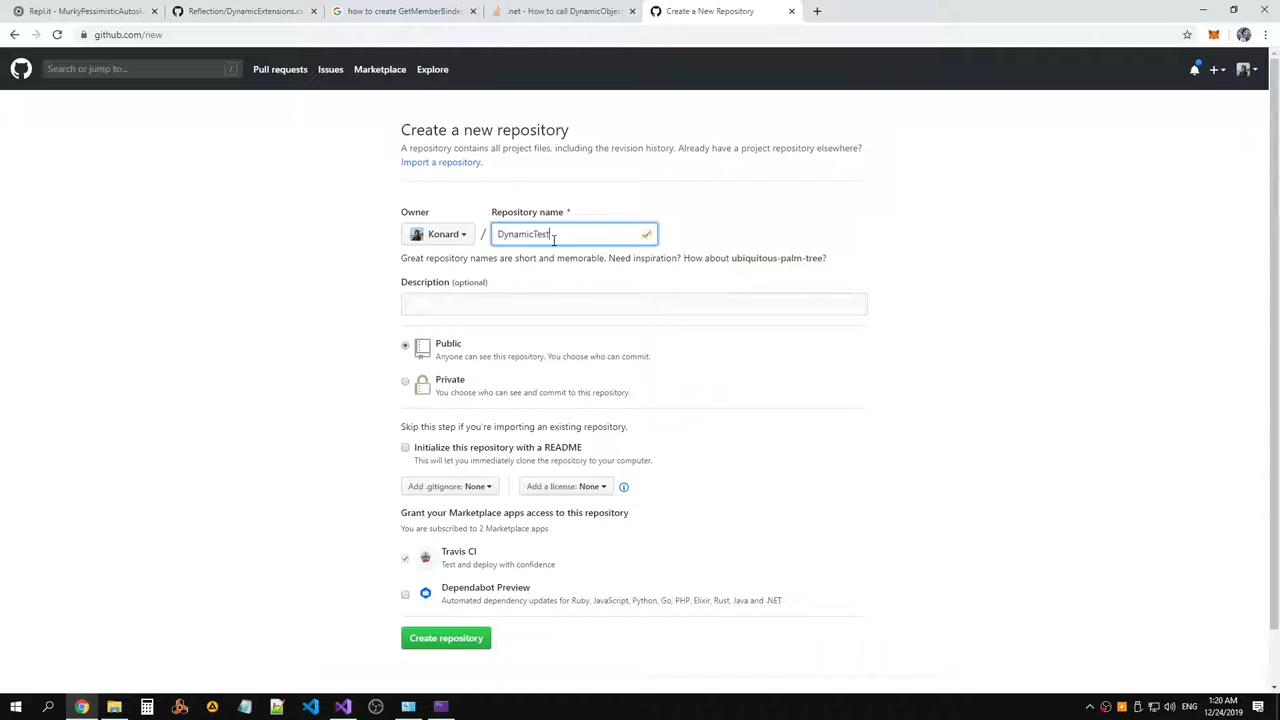 Repl.it - MurkyPessimisticAutosk
Reflection/DynamicExtensions.cs
how to create GetMemberBinde
.net - How to call DynamicObjec
Create a New Repository
github.com/new
Search or jump to...
/
Pull requests
Issues
Marketplace
Explore
Create a new repository
A repository contains all project files, including the revision history. Already have a project repository elsewhere?
Import a repository.
Owner
Repository name *
Konard
/
DynamicTest
Great repository names are short and memorable. Need inspiration? How about ubiquitous-palm-tree?
Description (optional)
Public
Anyone can see this repository. You choose who can commit.
Private
You choose who can see and commit to this repository.
Skip this step if you're importing an existing repository.
Initialize this repository with a README
This will let you immediately clone the repository to your computer.
Add .gitignore: None
Add a license: None
Grant your Marketplace apps access to this repository
You are subscribed to 2 Marketplace apps
Travis CI
Test and deploy with confidence
Dependabot Preview
Automated dependency updates for Ruby, JavaScript, Python, Go, PHP, Elixir, Rust, Java and .NET
Create repository
ENG
1:20 AM
12/24/2019